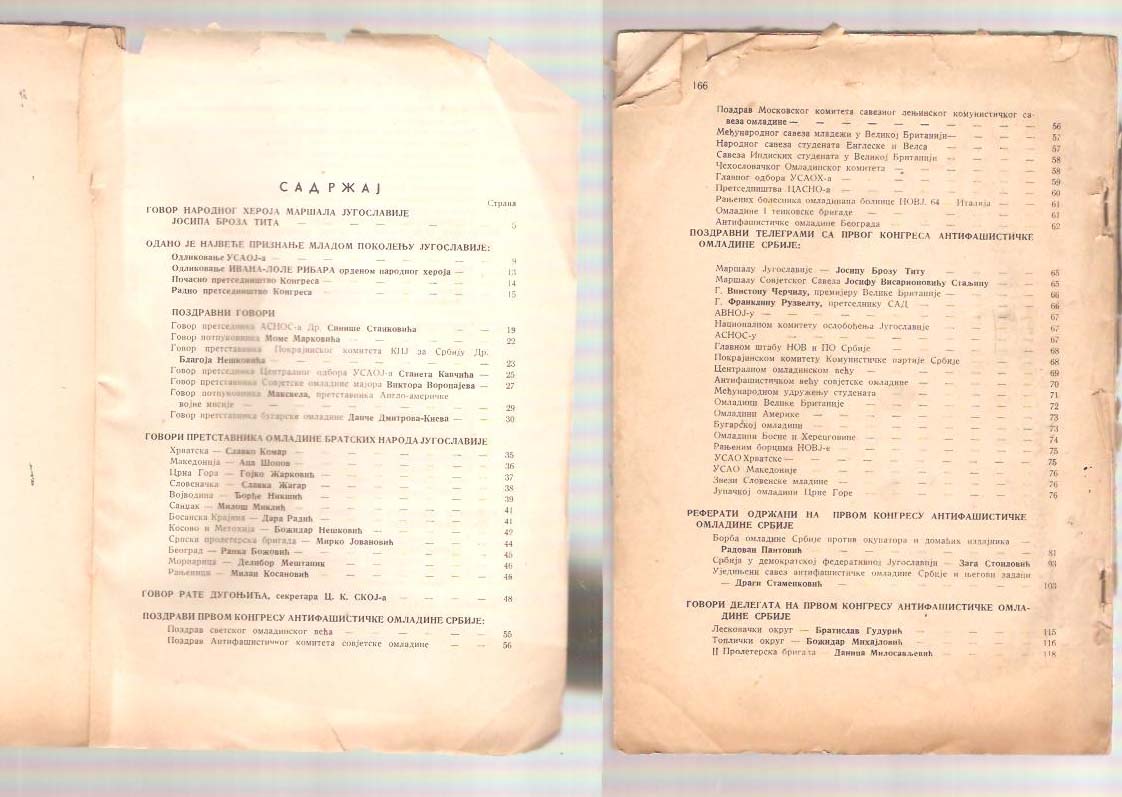 САДРЖАЈ
Страна
ГОВОР НАРОДНОГ ХЕРОЈА МАРШАЛА ЈУГОСЛАВИЈЕ
ЈОСИПА БРОЗА ТИТА — — — — — — — 5
ОДАНО ЈЕ НАЈВЕЋЕ ПРИЗНАЊЕ МЛАДОМ ПОКОЛЕЊУ ЈУГОСЛАВИЈЕ:
Одликовање УСАОЈ-а — — — — — — — 9
Одликовање ИВАНА-ЛОЛЕ РИБАРА орденом народног хероја — — 13
Почасно претседништво Конгреса — — — — — — 14
Радно претседништво Конгреса — — — — — — 15
ПОЗДРАВНИ ГОВОРИ
Говор претседника АСНОС-а Др. Синише Станковића — — 19
Говор потпуковника Моме Марковића — — — — — 22
Говор претставника Покрајинског комитета КПЈ за Србију Др.
Благоја Нешковића — — — — — — — 23
Говор претседника Централног одбора УСАОЈ-а Станета Кавчића — 25
Говор претставника Совјетске омладине мајора Виктора Воропајева — 27
Говор потпуковника Максвела, претставника Англо-америчке
војне мисије — — — — — — — — 29
Говор претставника бугарске омладине Данче Дмитрова-Кнева — — 30
ГОВОРИ ПРЕТСТАВНИКА ОМЛАДИНЕ БРАТСКИХ НАРОДА ЈУГОСЛАВИЈЕ
Хрватска — Славко Комар — — — — — — — 35
Македонија — Ана Шопов — — — — — — — 36
Црна Гора — Гојко Жарковић — — — — — — 37
Словеначка — Славка Жагар — — — — — — 38
Војводина — Ђорђе Никшић — — — — — — 39
Санџак — Милош Миклић — — — — — — — 41
Босанска Крајина — Дара Радић — — — — — — 41
Косово и Метохија — Божидар Нешковић — — — — — 42
Српска пролетерска бригада — Мирко Јовановић — — — 44
Београд — Ранка Божовић — — — — — — — 45
Морнарица — Делибор Мештаник — — — — — 46
Рањеници — Милан Косановић — — — — — — 46
ГОВОР РАТЕ ДУГОЊИЋА, секретара Ц. К. СКОЈ-а — — — — 48
ПОЗДРАВИ ПРВОМ КОНГРЕСУ АНТИФАШИСТИЧКЕ ОМЛАДИНЕ СРБИЈЕ:
Поздрав светског омладинског већа — — — — — — 55
Поздрав Антифашистичког комитета совјетске омладине — — 56
166
Поздрав Московског комитета савезног лењинског комунистичког са-
веза омладине — — — — — — — — — 56
Међународног савеза младежи у Великој Британији — — — — 57
Народног савеза студената Енглеске и Велса — — — — 57
Савеза Индиских студената у Великој Британији — — — — 58
Чехословачког Омладинског комитета — — — — — 58
Главног одбора УСАОХ-а — — — — — — — 59
Претседништва ЦАСНО-а — — — — — — — 60
Рањених болесника омладинаца болнице НОВЈ 64 — Италија — — 61
Омладине I тенковске бригаде — — — — — — 61
Антифашистичке омладине Београда — — — — — 62
ПОЗДРАВНИ ТЕЛЕГРАМИ СА ПРВОГ КОНГРЕСА АНТИФАШИСТИЧКЕ
ОМЛАДИНЕ СРБИЈЕ:
Маршалу Југославије — Јосипу Брозу Титу — — — — 65
Маршалу Совјетског Савеза Јосифу Висарионовићу Стаљину — — 65
Г. Винстону Черчилу, премијеру Велике Британије — — — — 66
Г. Франклину Рузвелту, претседнику САД — — — — — 66
АВНОЈ-у — — — — — — — — — 67
Националном комитету ослобођења Југославије — — — — 67
АСНОС-у — — — — — — — — — 67
Главном штабу НОВ и ПО Србије — — — — — 68
Покрајинском комитету Комунистичке партије Србије — — — 68
Централном омладинском већу — — — — — — 69
Антифашистичком већу совјетске омладине — — — — 70
Међународном удружењу студената — — — — — 71
Омладини Велике Британије — — — — — — 72
Омладини Америке — — — — — — — 73
Бугарској омладини — — — — — — — 73
Омладини Босне и Херцеговине — — — — — — 74
Рањеним борцима НОВЈ-е — — — — — — — 75
УСАО Хрватске — — — — — — — — 75
УСАО Македоније — — — — — — — 76
Звези Словенске младине — — — — — — — 76
Јуначкој омладини Црне Горе — — — — — — 76
РЕФЕРАТИ ОДРЖАНИ НА ПРВОМ КОНГРЕСУ АНТИФАШИСТИЧКЕ
ОМЛАДИНЕ СРБИЈЕ
Борба омладине Србије против окупатора и домаћих издајника —
Радован Пантовић — — — — — — — 81
Србија у демократској федеративној Југославији — Зага Стоиловић 93
Уједињени савез антифашистичке омладине Србије и његови задаци
— Драги Стаменковић — — — — — — 103
ГОВОРИ ДЕЛЕГАТА НА ПРВОМ КОНГРЕСУ АНТИФАШИСТИЧКЕ ОМЛА-
ДИНЕ СРБИЈЕ
Лесковачки округ — Братислав Гудурић — — — — — 115
Топлички округ — Божидар Михајловић — — — — — 116
II Пролетерска бригада — Даница Милосављевић — — — — 118